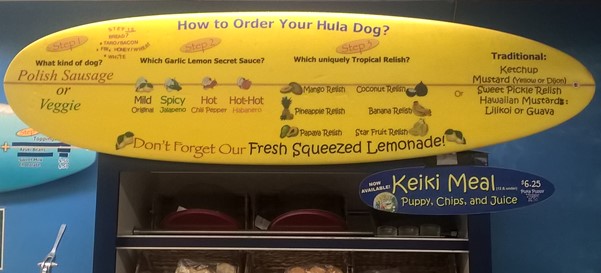 How to Order Your Hula Dog?
Step 1
What kind of dog?
Polish Sausage
or
Veggie
BREAD?
WHITE
Step 2
Which Garlic Lemon Secret Sauce?
Mild
Original
Spicy
Jalapeno
Hot
Chili Pepper
Hot-Hot
Habanero
Step 3
Which uniquely Tropical Relish?
Mango Relish
Coconut Relish
Pineapple Relish
Banana Relish
Papaya Relish
Star Fruit Relish
Or
Traditional:
Ketchup
Mustard (Yellow or Dijon)
Sweet Pickle Relish
Hawaiian Mustards:
Lilikoi or Guava
Don't Forget Our Fresh Squeezed Lemonade!
NOW AVAILABLE!
Keiki Meal
$6.25
Puppy, Chips, and Juice